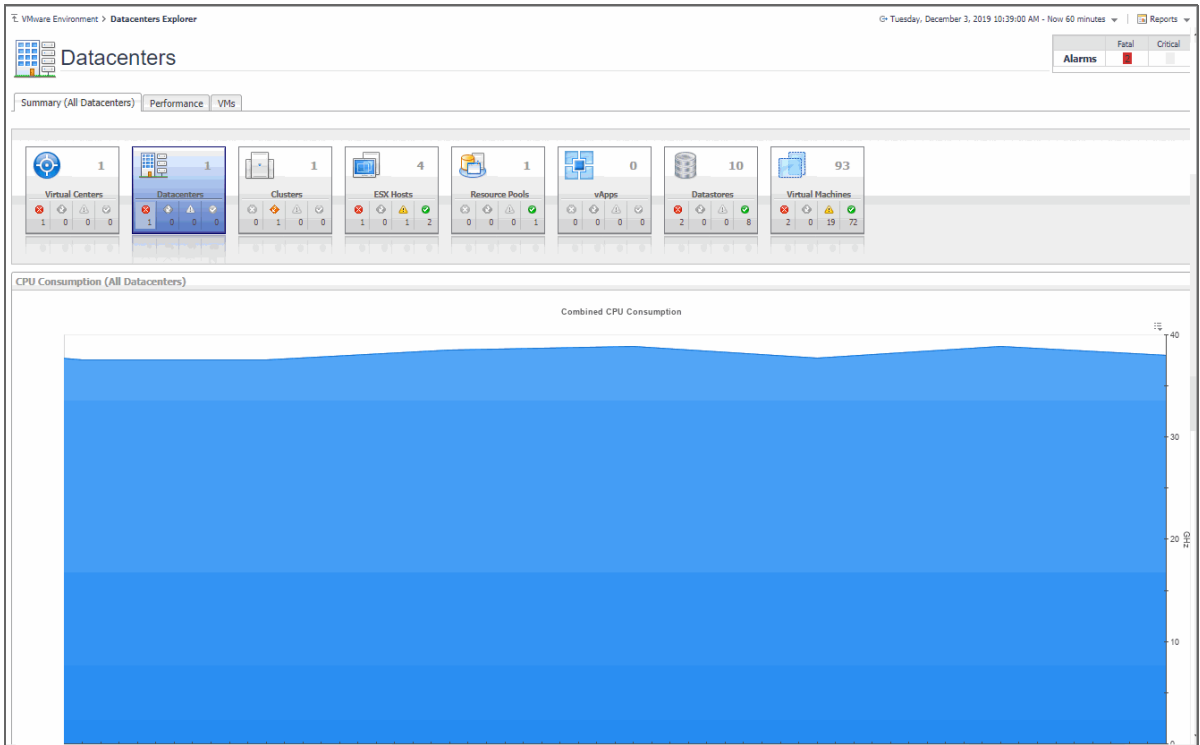 VMware Environment > Datacenters Explorer
Tuesday, December 3, 2019 10:39:00 AM - Now 60 minutes
Reports
Datacenters
Fatal Critical
Alarms 2
Summary (All Datacenters) Performance VMs
1 1 1 4 1 0 10 93
Virtual Centers Datacenters Clusters ESX Hosts Resource Pools vApps Datastores Virtual Machines
1 0 0 0 1 0 0 0 0 1 0 0 1 0 1 2 0 0 0 1 0 0 0 0 2 0 0 8 2 0 19 72
CPU Consumption (All Datacenters)
Combined CPU Consumption
40
30
20 GHz
10
0